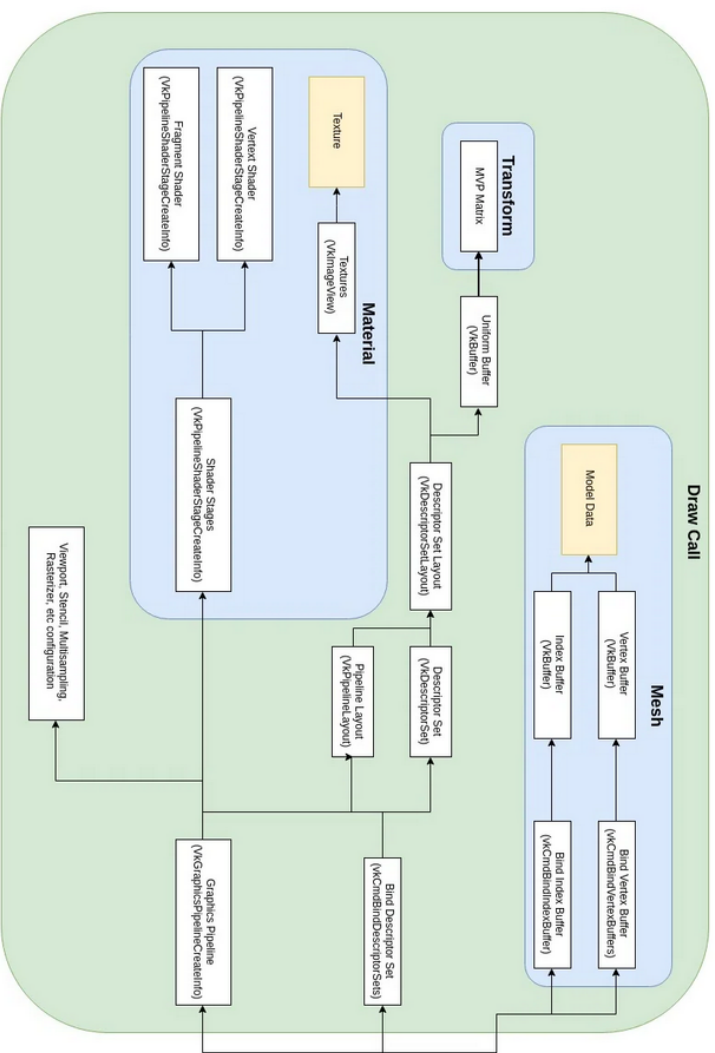 Draw Call
Mesh
Model Data
Vertex Buffer
(VkBuffer)
Bind Vertex Buffer
(vkCmdBindVertexBuffers)
Index Buffer
(VkBuffer)
Bind Index Buffer
(vkCmdBindIndexBuffer)
Transform
MVP Matrix
Uniform Buffer
(VkBuffer)
Descriptor Set Layout
(VkDescriptorSetLayout)
Descriptor Set
(VkDescriptorSet)
Bind Descriptor Set
(vkCmdBindDescriptorSets)
Material
Texture
Textures
(VkImageView)
Pipeline Layout
(VkPipelineLayout)
Vertext Shader
(VkPipelineShaderStageCreateInfo)
Fragment Shader
(VkPipelineShaderStageCreateInfo)
Shader Stages
(VkPipelineShaderStageCreateInfo)
Graphics Pipeline
(VkGraphicsPipelineCreateInfo)
Viewport, Stencil, Multisampling,
Rasterizer, etc configuration